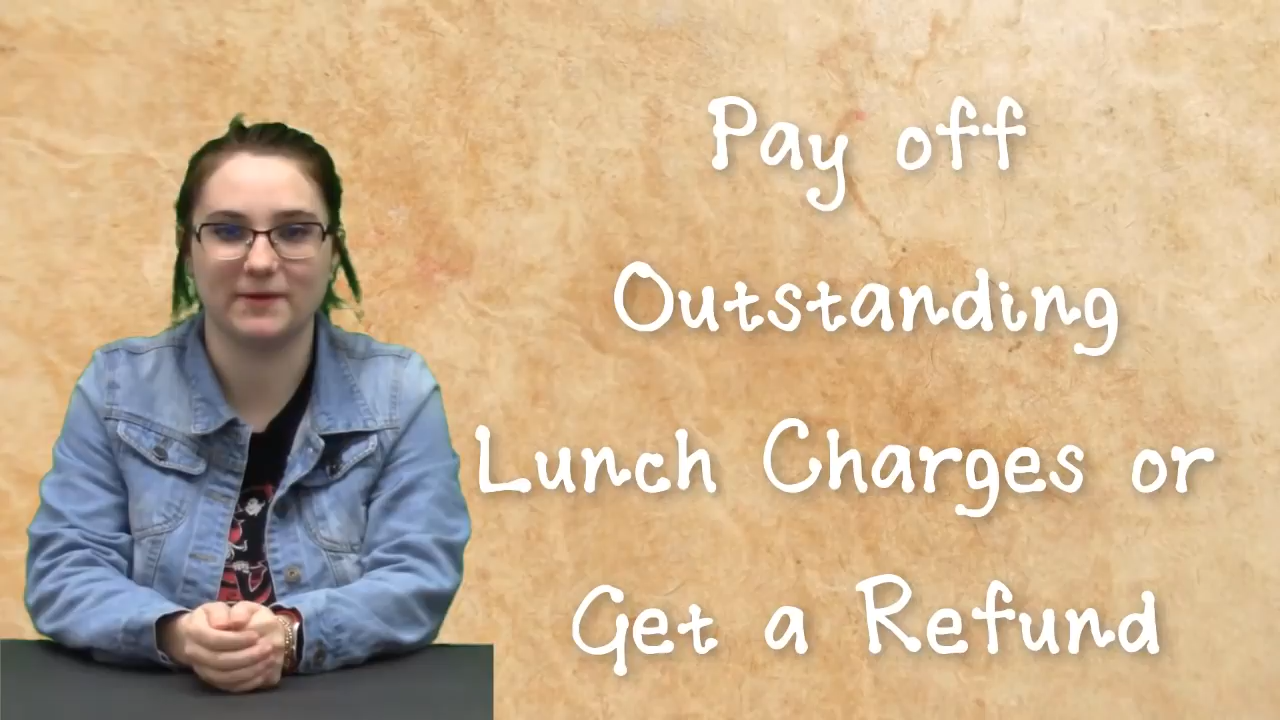 Pay off
Outstanding
Lunch Charges or
Get a Refund